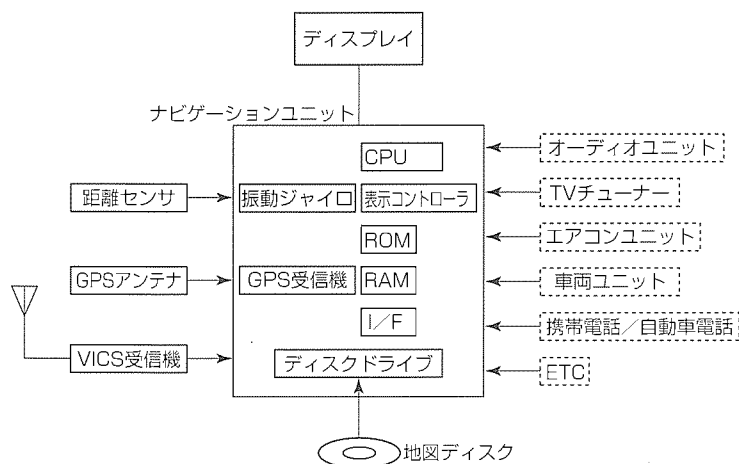 ディスプレイ
ナビゲーションユニット
CPU
オーディオユニット
距離センサ
振動ジャイロ
表示コントローラ
TVチューナー
ROM
エアコンユニット
GPSアンテナ
GPS受信機
RAM
車両ユニット
I/F
携帯電話/自動車電話
VICS受信機
ディスクドライブ
ETC
地図ディスク